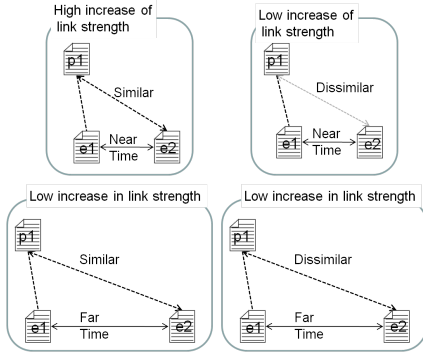 High increase of
link strength
p1
Similar
e1
Near
Time
e2
Low increase of
link strength
p1
Dissimilar
e1
Near
Time
e2
Low increase in link strength
p1
Similar
e1
Far
Time
e2
Low increase in link strength
p1
Dissimilar
e1
Far
Time
e2